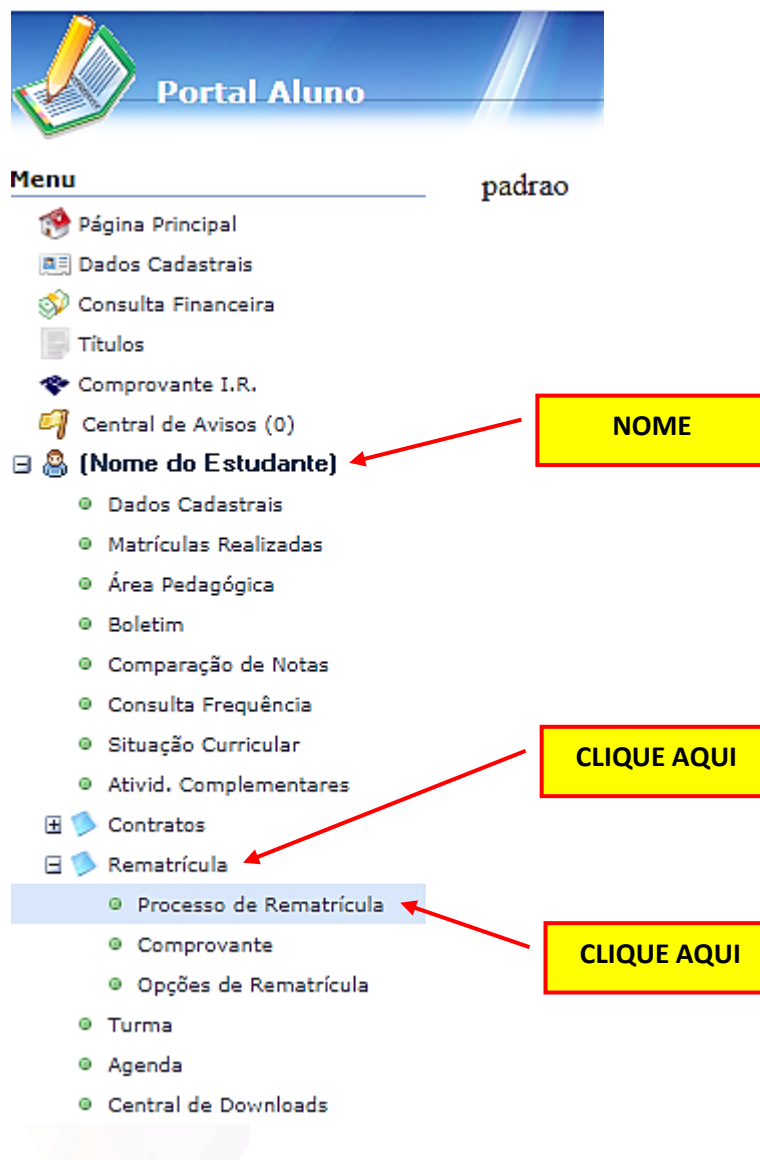 Portal Aluno
Menu
padrao
Página Principal
Dados Cadastrais
Consulta Financeira
Títulos
Comprovante I.R.
Central de Avisos (0)
NOME
(Nome do Estudante)
Dados Cadastrais
Matrículas Realizadas
Área Pedagógica
Boletim
Comparação de Notas
Consulta Frequência
Situação Curricular
CLIQUE AQUI
Ativid. Complementares
Contratos
Rematrícula
Processo de Rematrícula
Comprovante
CLIQUE AQUI
Opções de Rematrícula
Turma
Agenda
Central de Downloads